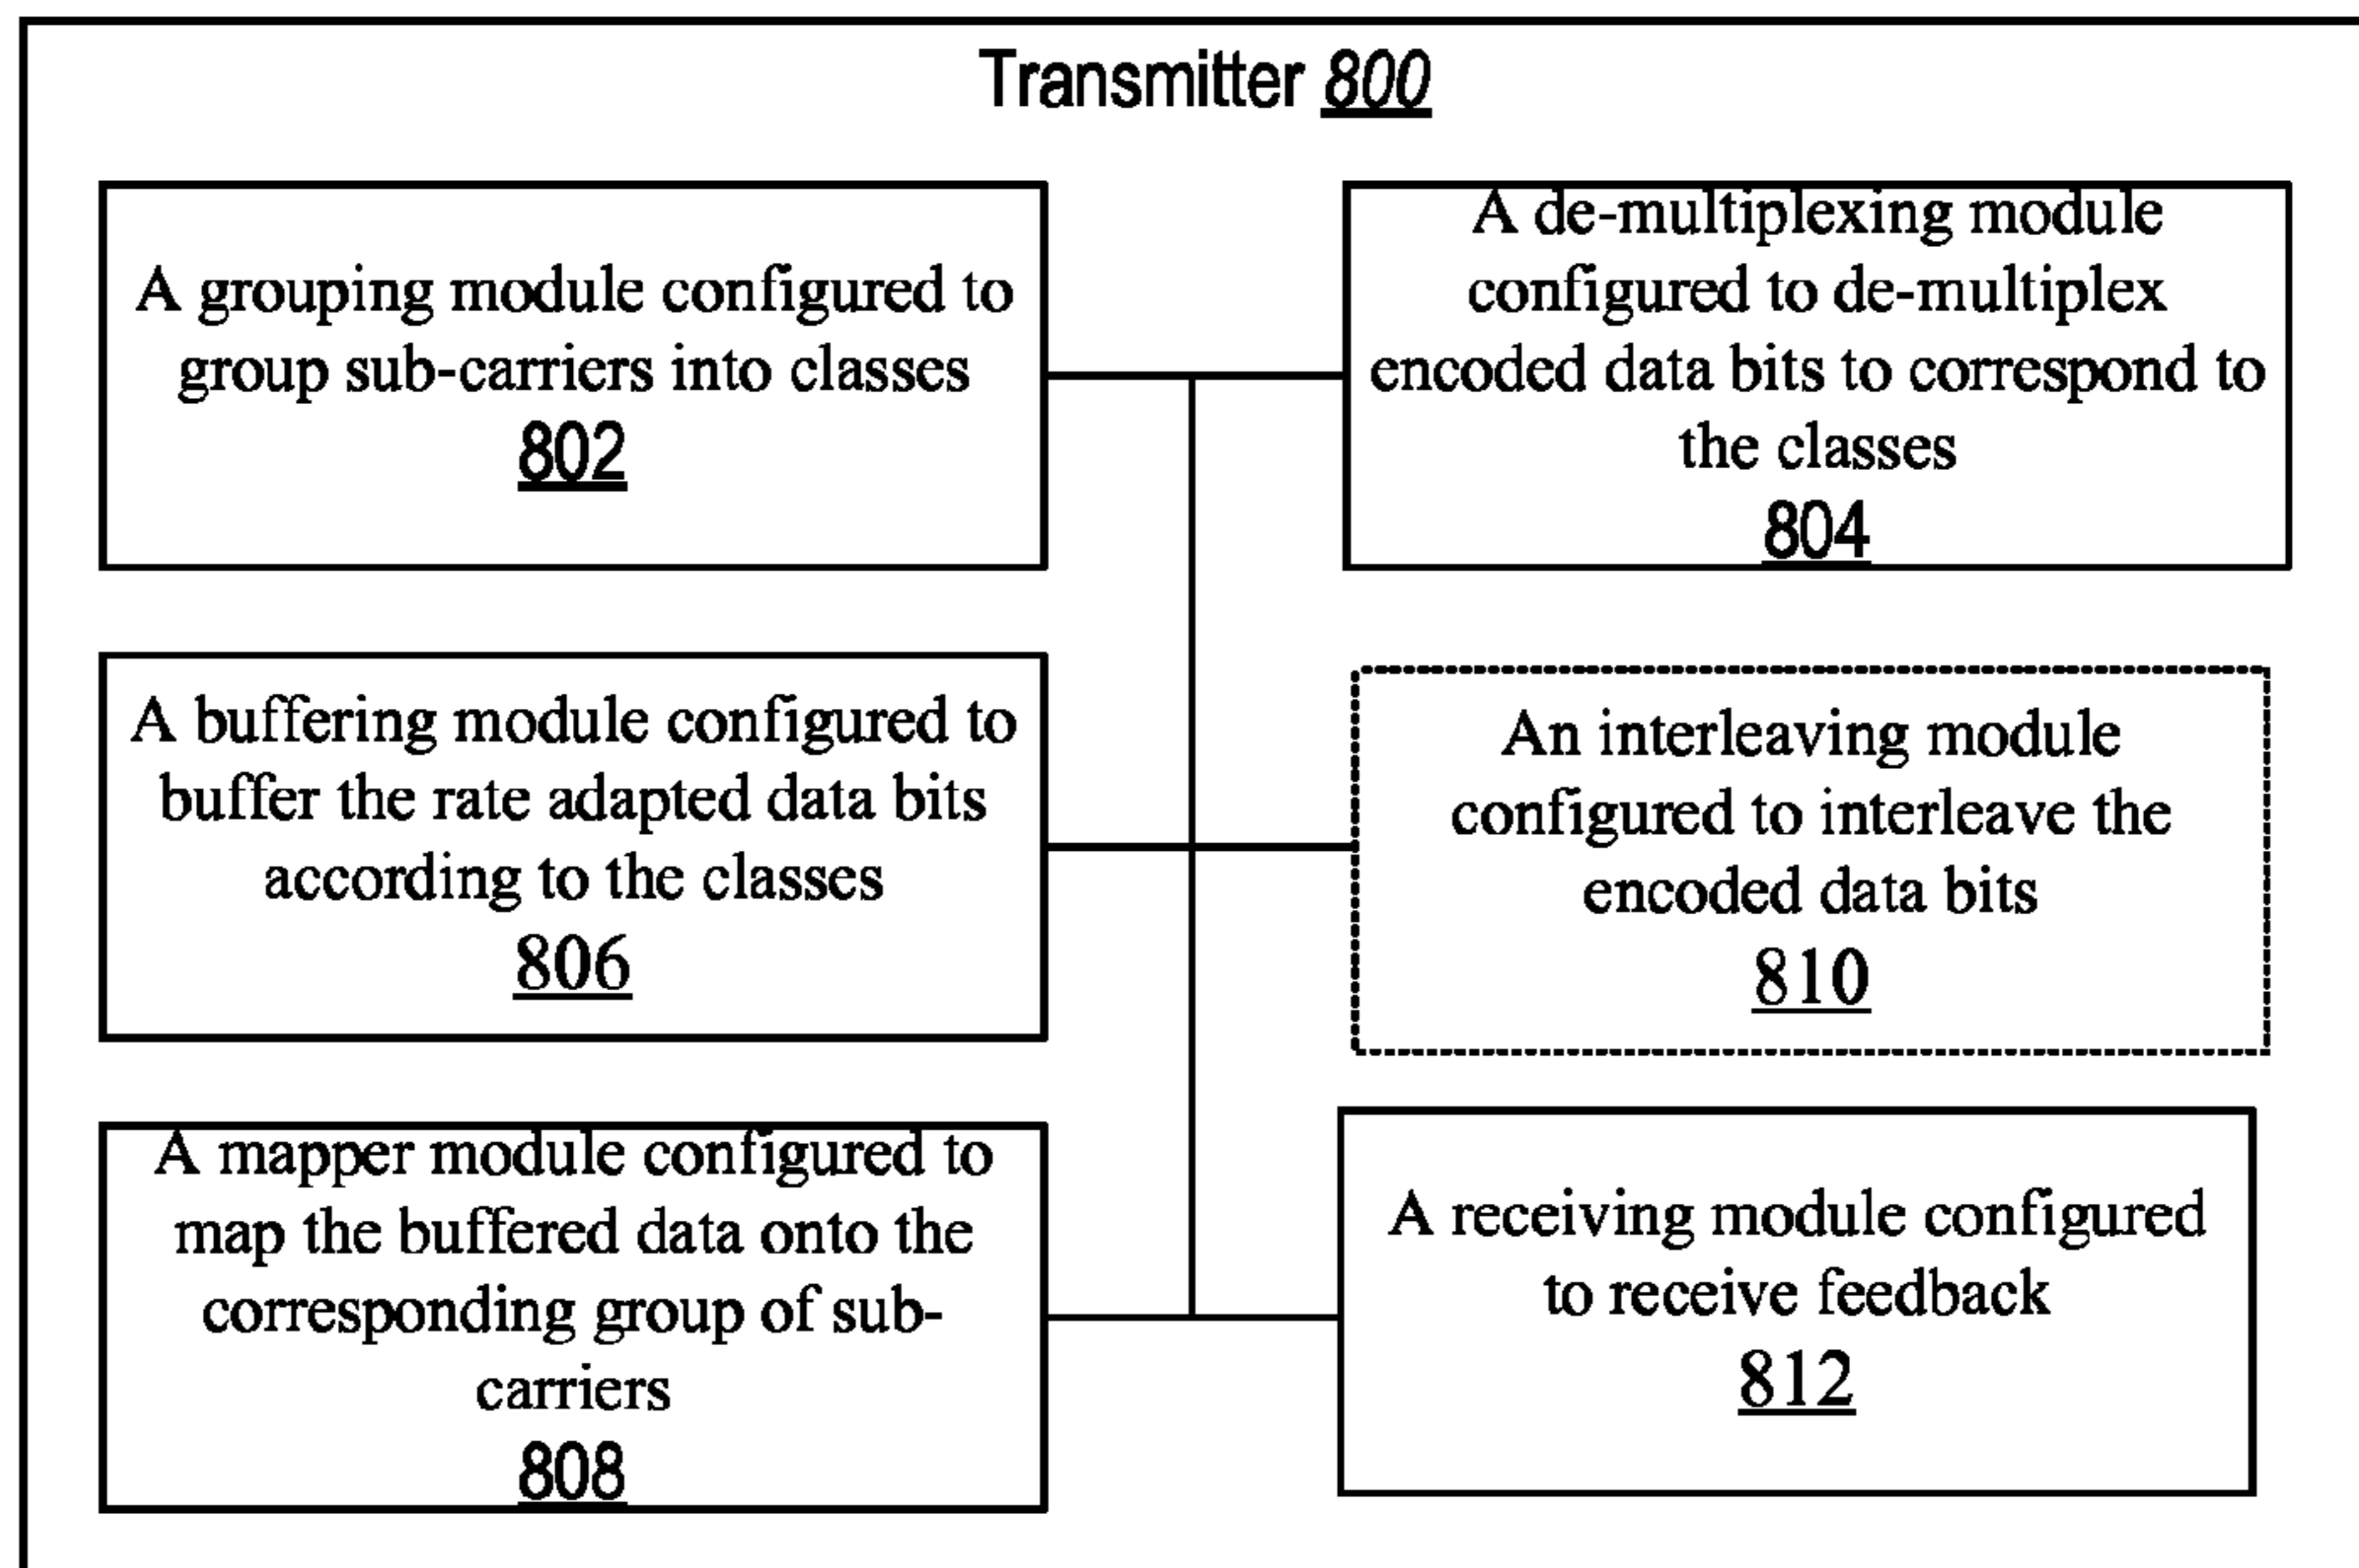 Transmitter 800
A grouping module configured to
group sub-carriers into classes
802
A de-multiplexing module
configured to de-multiplex
encoded data bits to correspond to
the classes
804
A buffering module configured to
buffer the rate adapted data bits
according to the classes
806
An interleaving module
configured to interleave the
encoded data bits
810
A mapper module configured to
map the buffered data onto the
corresponding group of sub-
carriers
808
A receiving module configured
to receive feedback
812